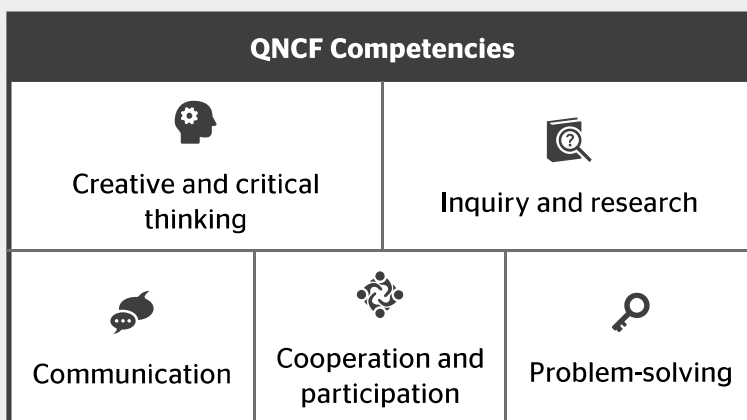 QNCF Competencies
Creative and critical
thinking
Inquiry and research
Communication
Cooperation and
participation
Problem-solving